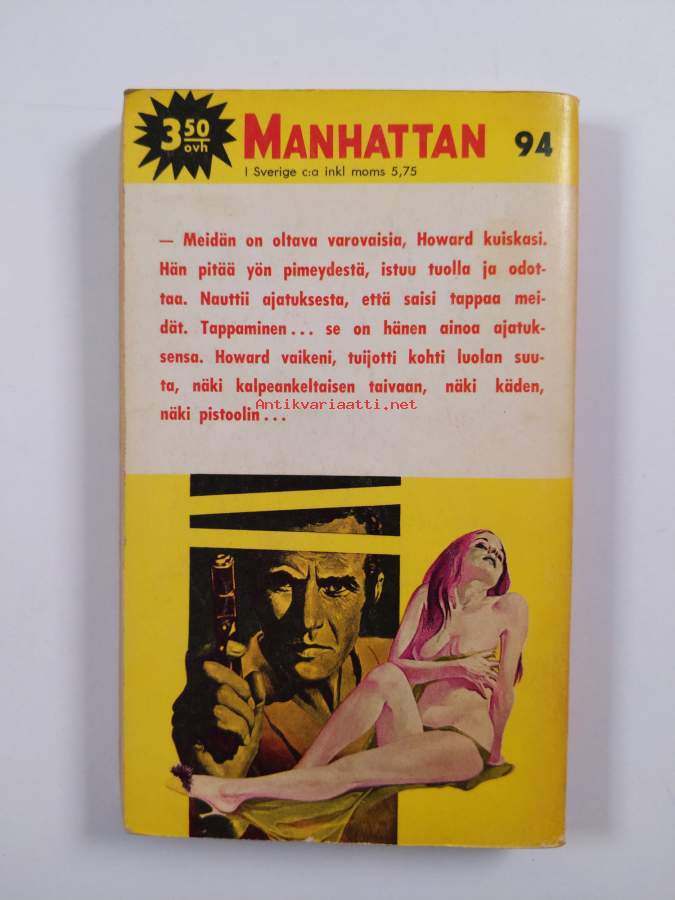 3 50
ovh
MANHATTAN 94
I Sverige c:a inkl moms 5,75
— Meidän on oltava varovaisia, Howard kuiskasi.
Hän pitää yön pimeydestä, istuu tuolla ja odot-
taa. Nauttii ajatuksesta, että saisi tappaa mei-
dät. Tappaminen... se on hänen ainoa ajatuk-
sensa. Howard vaikeni, tuijotti kohti luolan suu-
ta, näki kalpeankeltaisen taivaan, näki käden,
Antikvariaatti.net
näki pistoolin...